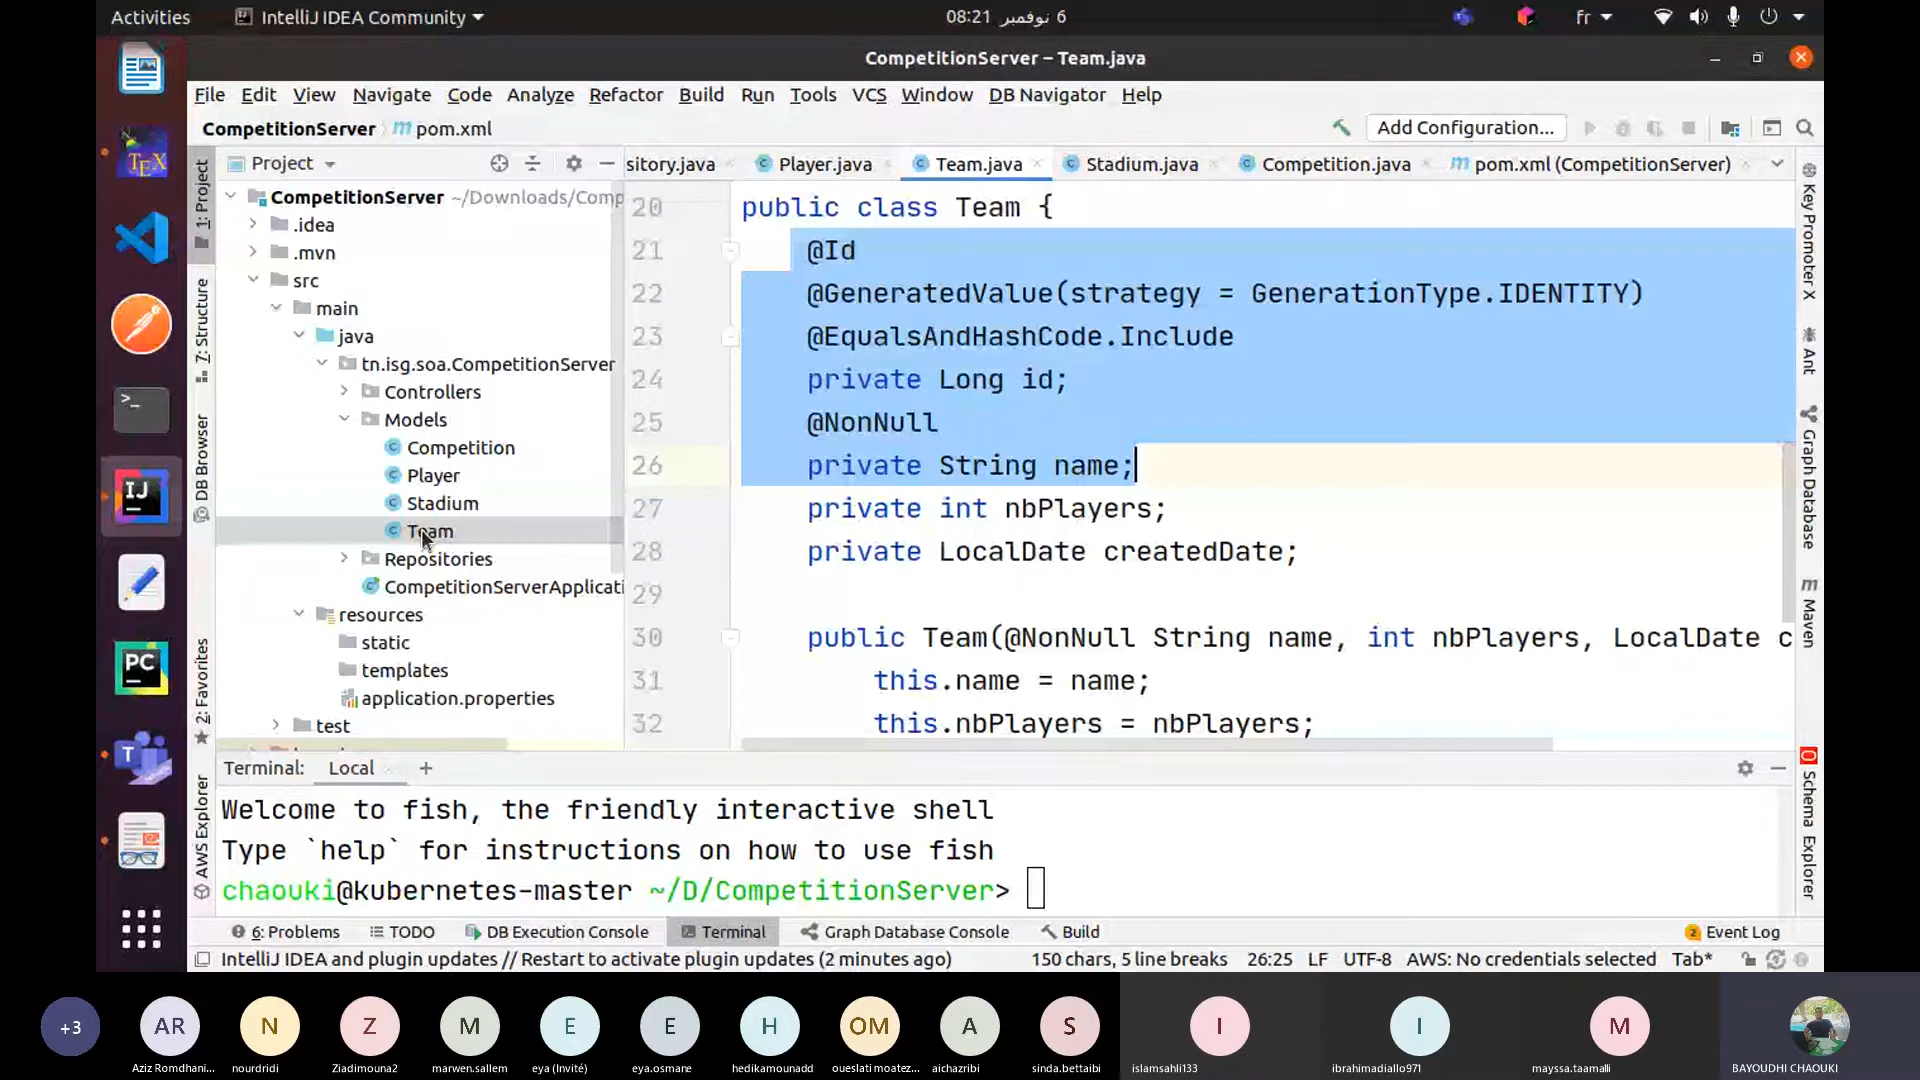 Activities
IntelliJ IDEA Community
6 نوفمبر 08:21
fr
CompetitionServer – Team.java
File Edit View Navigate Code Analyze Refactor Build Run Tools VCS Window DB Navigator Help
CompetitionServer
pom.xml
Add Configuration...
Project
sitory.java
Player.java
Team.java
Stadium.java
Competition.java
pom.xml (CompetitionServer)
1: Project
Z: Structure
DB Browser
2: Favorites
AWS Explorer
CompetitionServer ~/Downloads/Comp
.idea
.mvn
src
main
java
tn.isg.soa.CompetitionServer
Controllers
Models
Competition
Player
Stadium
Team
Repositories
CompetitionServerApplicati
resources
static
templates
application.properties
test
20 public class Team {
21 @Id
22 @GeneratedValue(strategy = GenerationType.IDENTITY)
23 @EqualsAndHashCode.Include
24 private Long id;
25 @NonNull
26 private String name;
27 private int nbPlayers;
28 private LocalDate createdDate;
29
30 public Team(@NonNull String name, int nbPlayers, LocalDate c
31 this.name = name;
32 this.nbPlayers = nbPlayers;
Key Promoter X
Ant
Graph Database
Maven
Schema Explorer
Terminal: Local +
Welcome to fish, the friendly interactive shell
Type `help` for instructions on how to use fish
chaouki@kubernetes-master ~/D/CompetitionServer>
6: Problems
TODO
DB Execution Console
Terminal
Graph Database Console
Build
2 Event Log
IntelliJ IDEA and plugin updates // Restart to activate plugin updates (2 minutes ago)
150 chars, 5 line breaks 26:25 LF UTF-8 AWS: No credentials selected Tab*
+3 AR N Z M E E H OM A S I I M
Aziz Romdhani... nourdridi Ziadimouna2 marwen.sallem eya (Invité) eya.osmane hedikamounadd oueslati moatez... aichazribi sinda.bettaibi islamsahli133 ibrahimadiallo971 mayssa.taamalli BAYOUDHI CHAOUKI